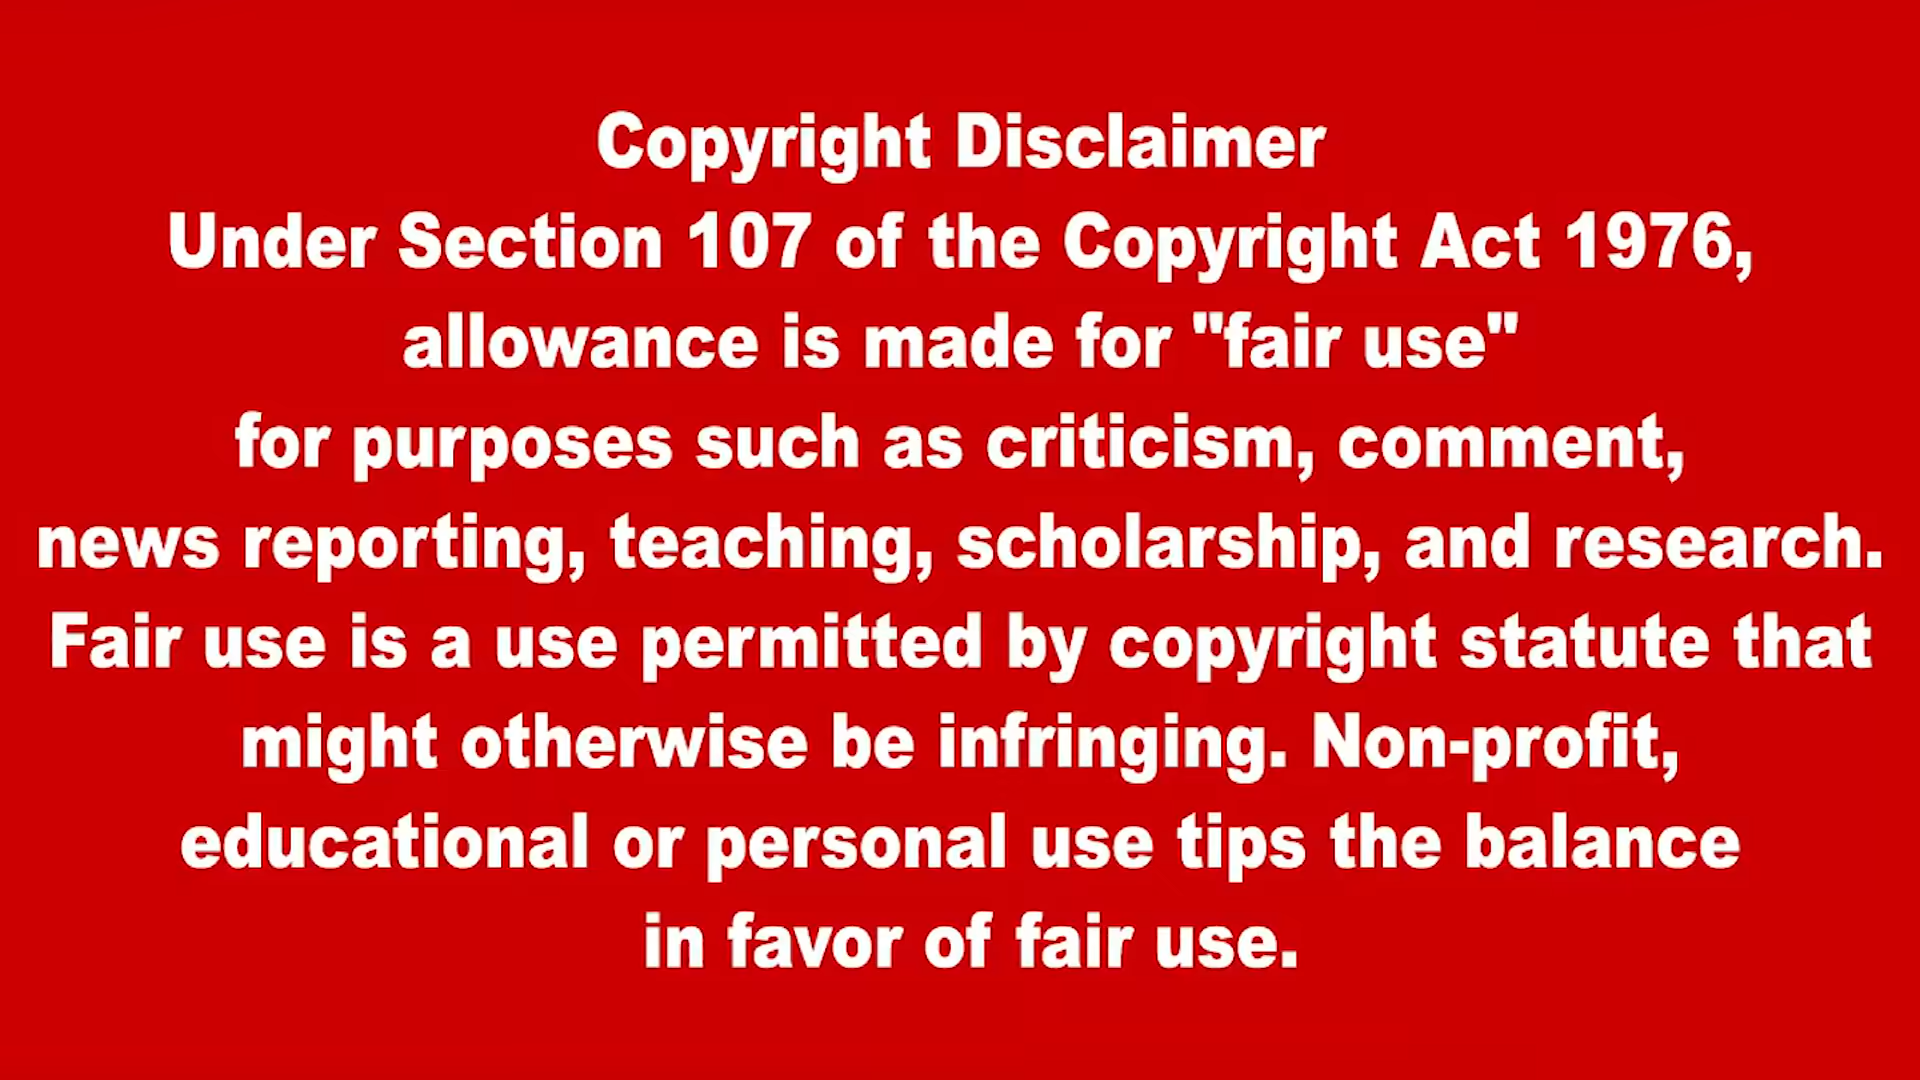 Copyright Disclaimer
Under Section 107 of the Copyright Act 1976,
allowance is made for "fair use"
for purposes such as criticism, comment,
news reporting, teaching, scholarship, and research.
Fair use is a use permitted by copyright statute that
might otherwise be infringing. Non-profit,
educational or personal use tips the balance
in favor of fair use.